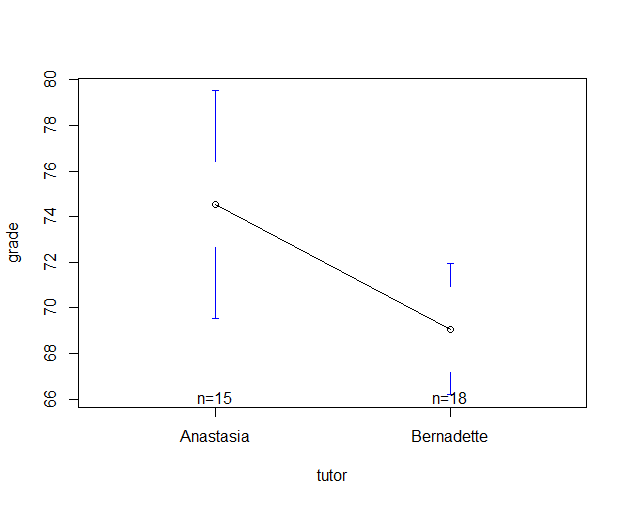 grade
80
78
76
74
72
70
68
66
n=15
n=18
Anastasia
Bernadette
tutor